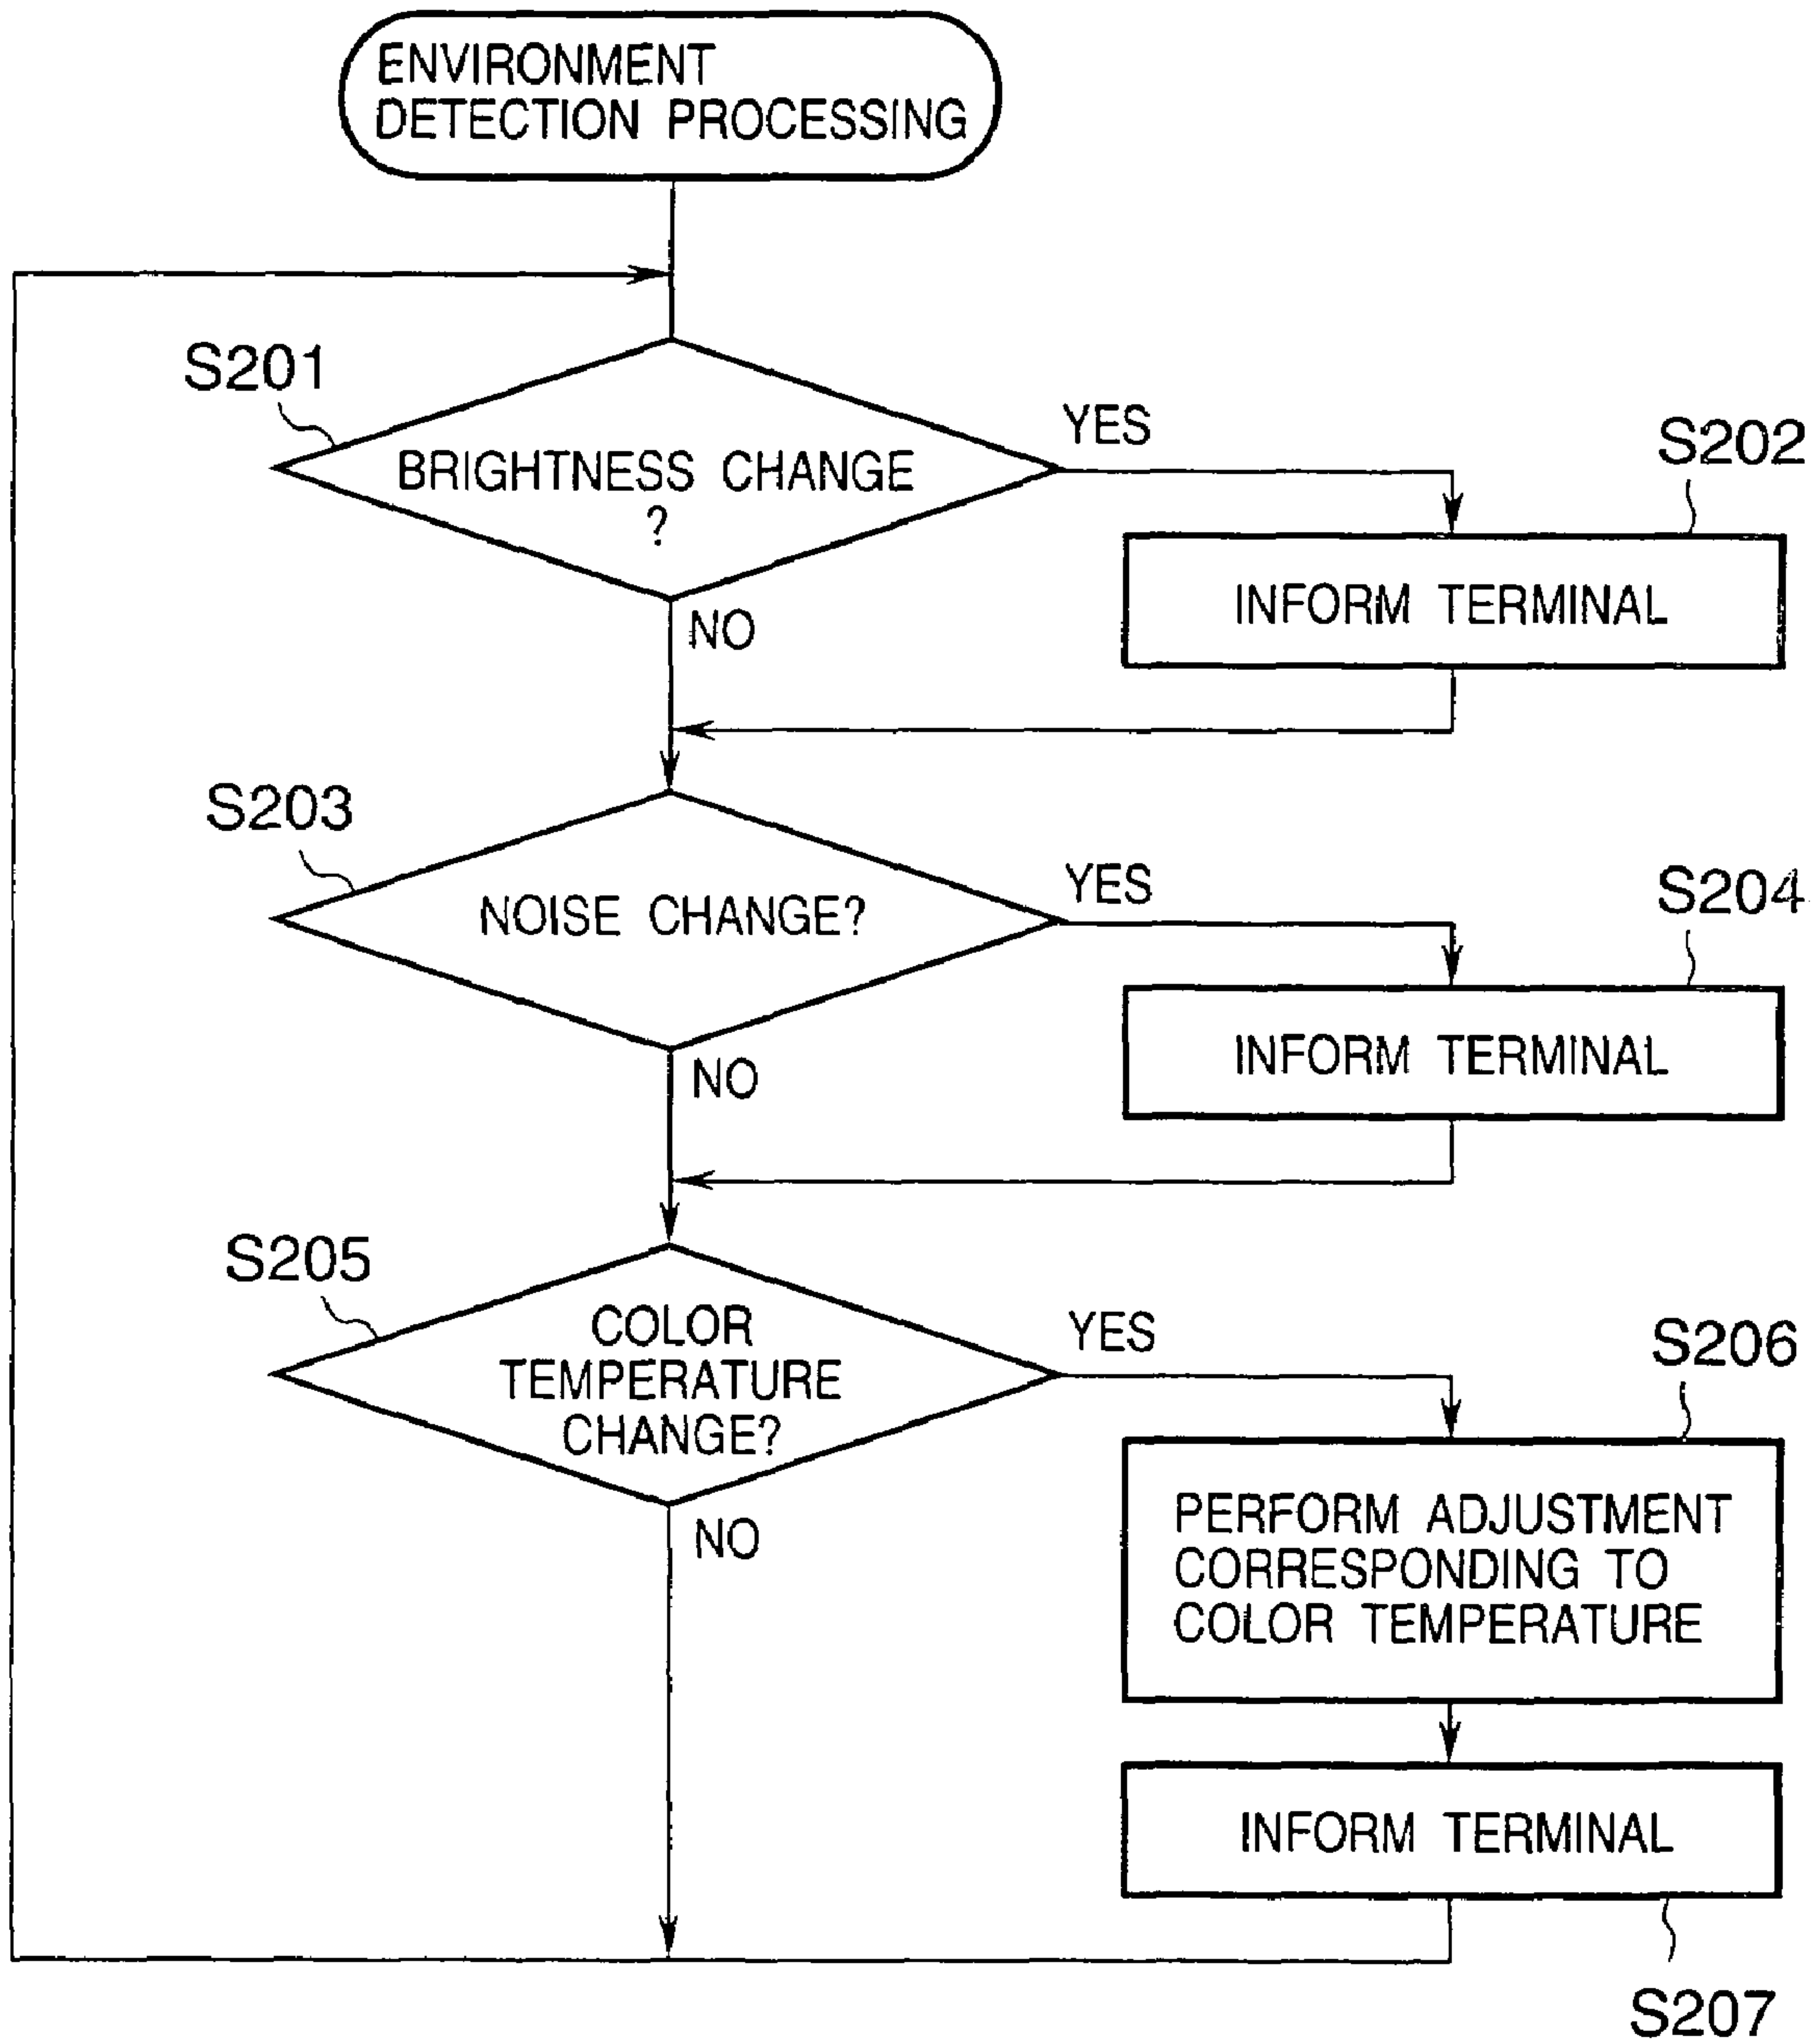 ENVIRONMENT
DETECTION PROCESSING
S201
BRIGHTNESS CHANGE
?
YES
NO
S202
INFORM TERMINAL
S203
NOISE CHANGE?
YES
NO
S204
INFORM TERMINAL
S205
COLOR
TEMPERATURE
CHANGE?
YES
NO
S206
PERFORM ADJUSTMENT
CORRESPONDING TO
COLOR TEMPERATURE
INFORM TERMINAL
S207